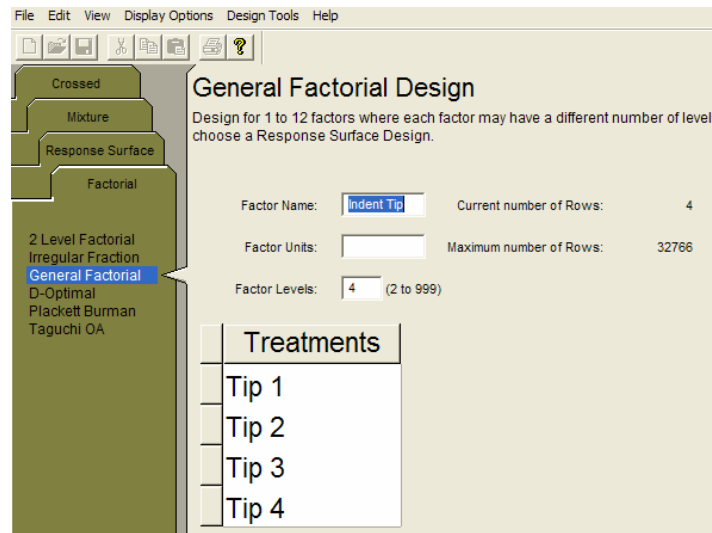 File Edit View Display Options Design Tools Help
Crossed
Mixture
Response Surface
Factorial
2 Level Factorial
Irregular Fraction
General Factorial
D-Optimal
Plackett Burman
Taguchi OA
General Factorial Design
Design for 1 to 12 factors where each factor may have a different number of level
choose a Response Surface Design.
Factor Name: Indent Tip Current number of Rows: 4
Factor Units: Maximum number of Rows: 32766
Factor Levels: 4 (2 to 999)
Treatments
Tip 1
Tip 2
Tip 3
Tip 4